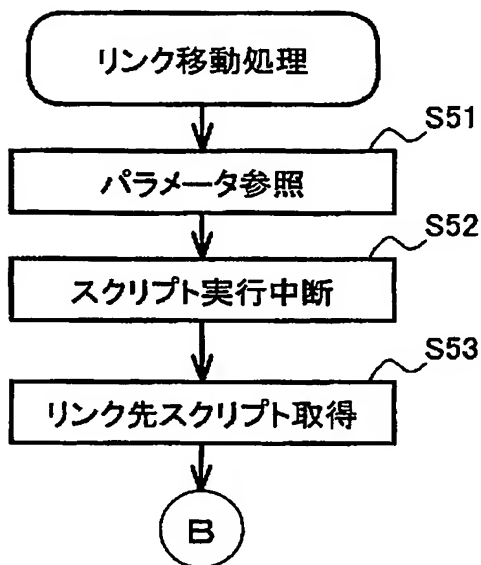 リンク移動処理
S51
パラメータ参照
S52
スクリプト実行中断
S53
リンク先スクリプト取得
B